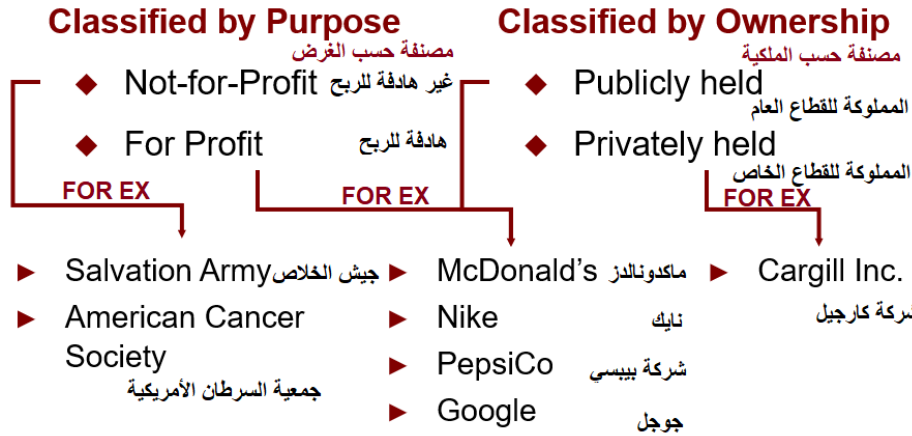 Classified by Purpose
مصنفة حسب الغرض
Not-for-Profit غير هادفة للربح
For Profit هادفة للربح
FOR EX
FOR EX
Classified by Ownership
مصنفة حسب الملكية
Publicly held
المملوكة للقطاع العام
Privately held
المملوكة للقطاع الخاص
FOR EX
Salvation Army جيش الخلاص
American Cancer
Society
جمعية السرطان الأمريكية
McDonald's ماكدونالدز
Nike نايك
PepsiCo شركة بيبسي
Google جوجل
Cargill Inc.
شركة كارجيل